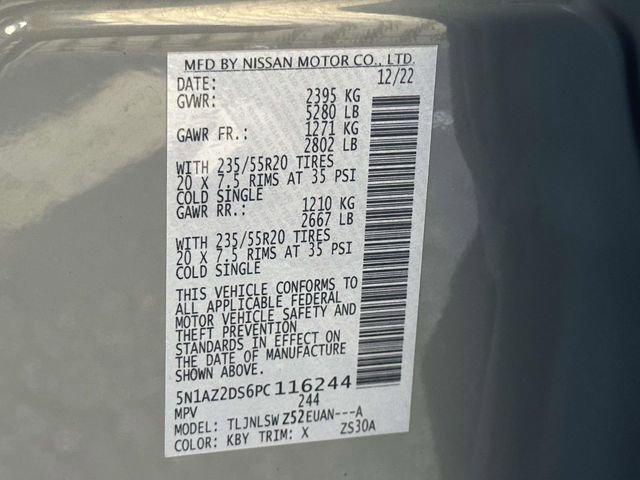 MFD BY NISSAN MOTOR CO., LTD.
DATE: 12/22
GVWR: 2395 KG
5280 LB
GAWR FR.: 1271 KG
2802 LB
WITH 235/55R20 TIRES
20 X 7.5 RIMS AT 35 PSI
COLD SINGLE
GAWR RR.: 1210 KG
2667 LB
WITH 235/55R20 TIRES
20 X 7.5 RIMS AT 35 PSI
COLD SINGLE
THIS VEHICLE CONFORMS TO
ALL APPLICABLE FEDERAL
MOTOR VEHICLE SAFETY AND
THEFT PREVENTION
STANDARDS IN EFFECT ON
THE DATE OF MANUFACTURE
5N1AZ2DS6PC116244
MPV 244
MODEL: TLJNLSWZ52EUAN---A
COLOR: KBY TRIM: X ZS30A